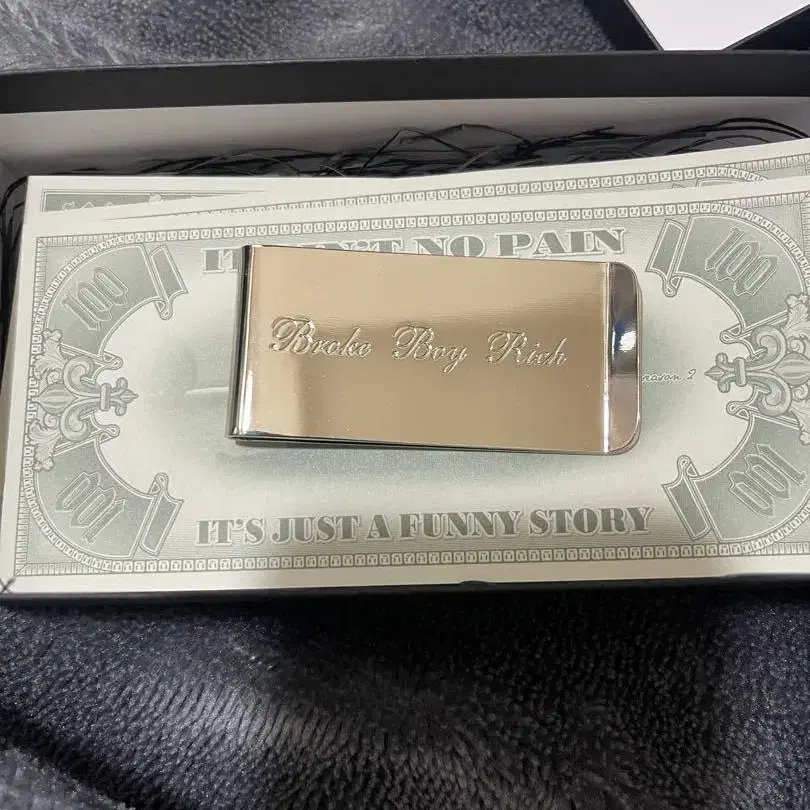 NO PAIN
100
100
Broke Boy Rich
100
100
IT'S JUST A FUNNY STORY